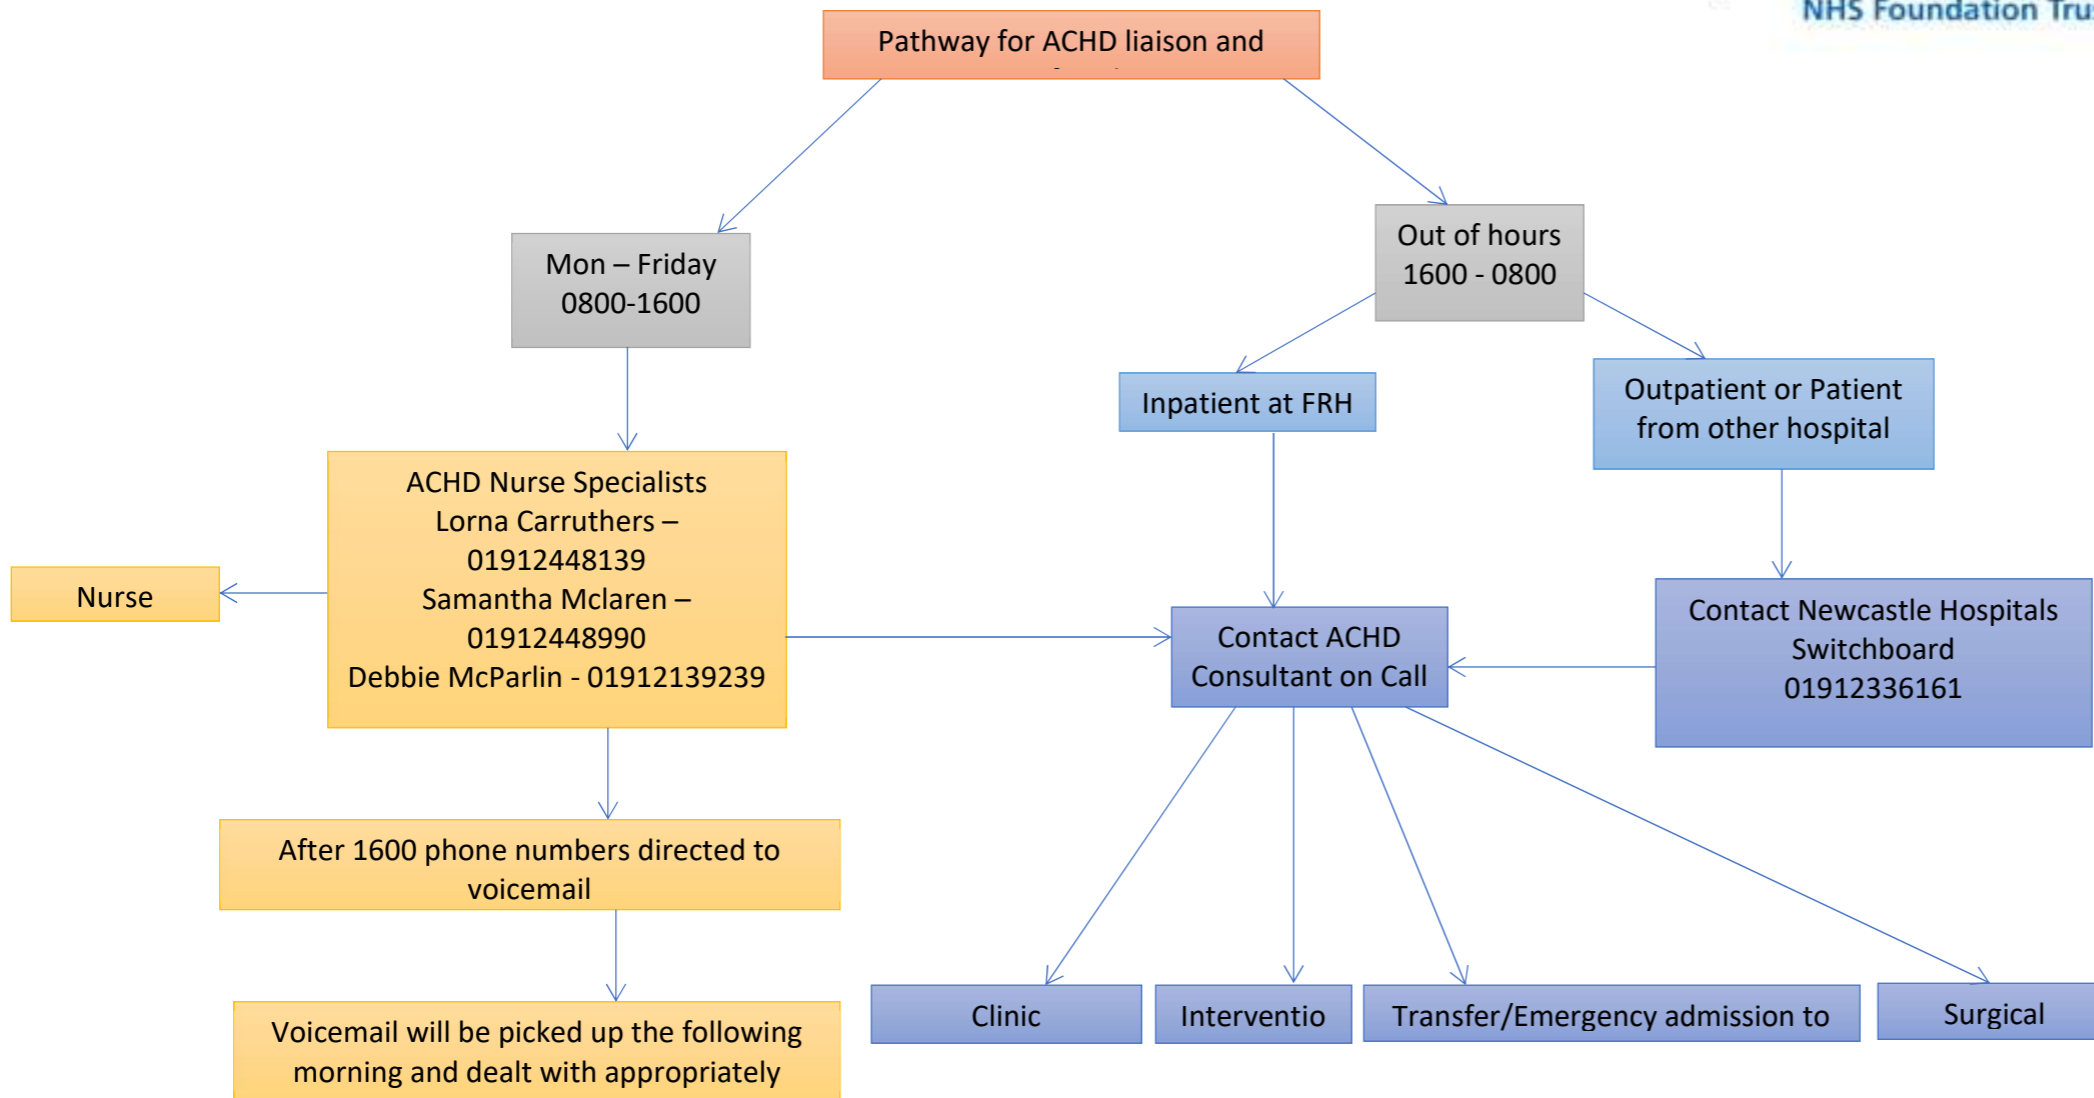 NHS Foundation
Pathway for ACHD liaison and
Out of hours
1600 - 0800
Mon – Friday
0800-1600
Inpatient at FRH
Outpatient or Patient
from other hospital
ACHD Nurse Specialists
Lorna Carruthers –
01912448139
Samantha Mclaren –
01912448990
Debbie McParlin - 01912139239
Nurse
Contact ACHD
Consultant on Call
Contact Newcastle Hospitals
Switchboard
01912336161
After 1600 phone numbers directed to
voicemail
Clinic
Interventio
Transfer/Emergency admission to
Surgical
Voicemail will be picked up the following
morning and dealt with appropriately